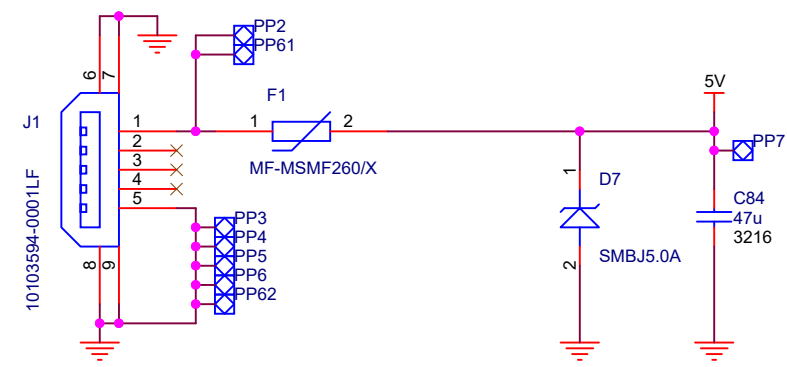 PP2
PP61
6
7
J1
F1
5V
1
1
2
2
3
4
5
MF-MSMF260/X
PP7
1
D7
C84
47u
3216
10103594-0001LF
PP3
PP4
PP5
PP6
PP62
2
SMBJ5.0A
8
9